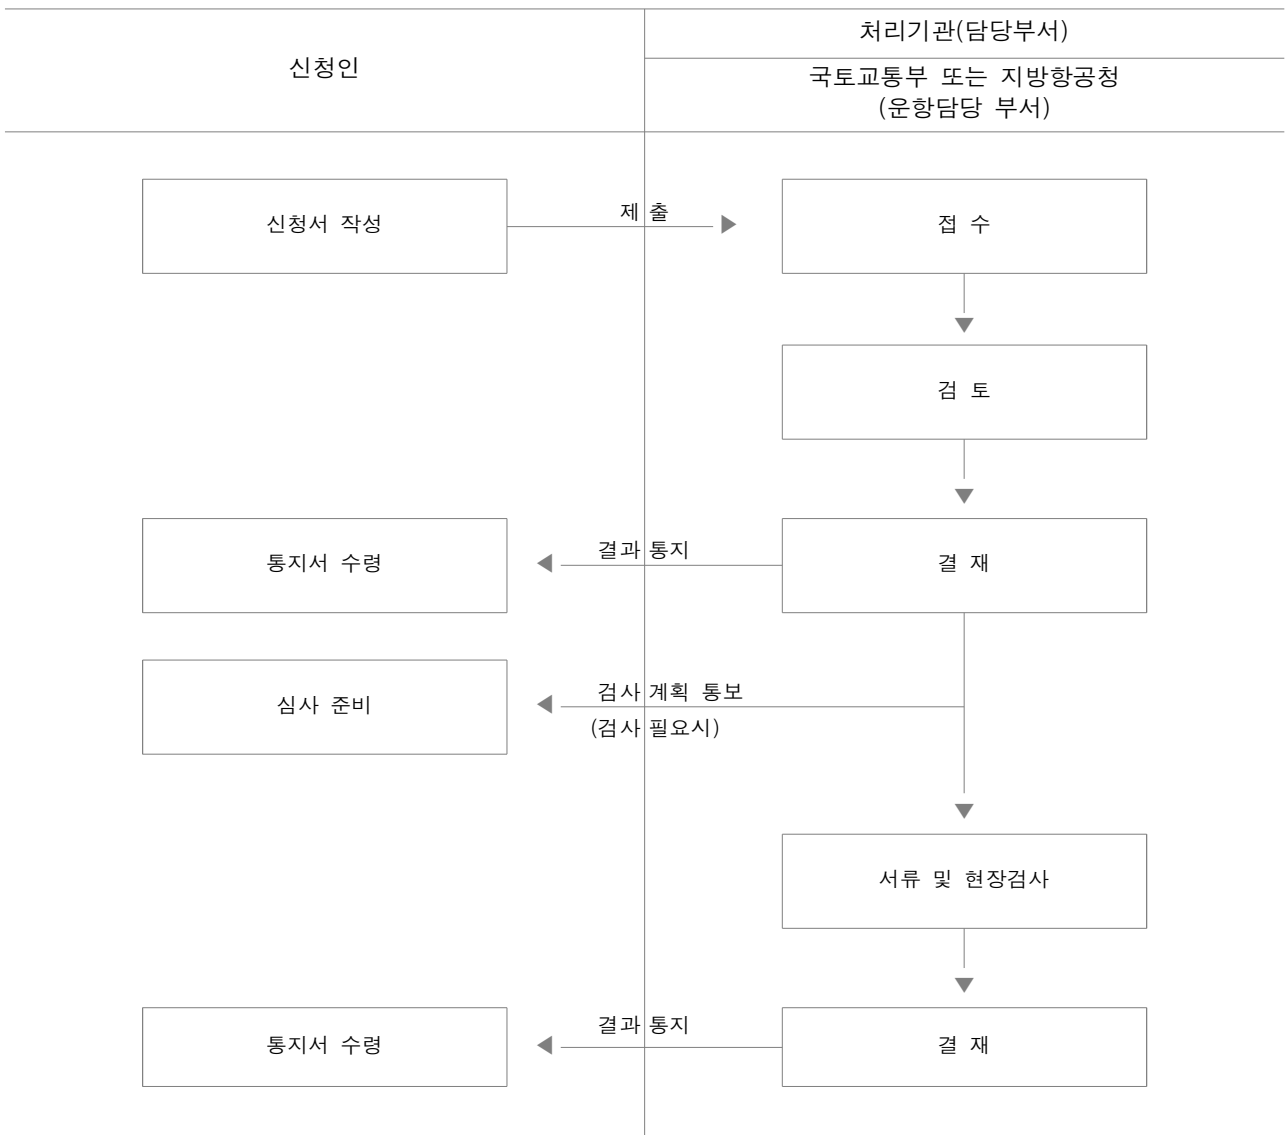 신청인
처리기관(담당부서)
국토교통부 또는 지방항공청
(운항담당 부서)
신청서 작성
제 출
접 수
검 토
통지서 수령
결과 통지
결 재
심사 준비
검사 계획 통보
(검사 필요시)
서류 및 현장검사
통지서 수령
결과 통지
결 재